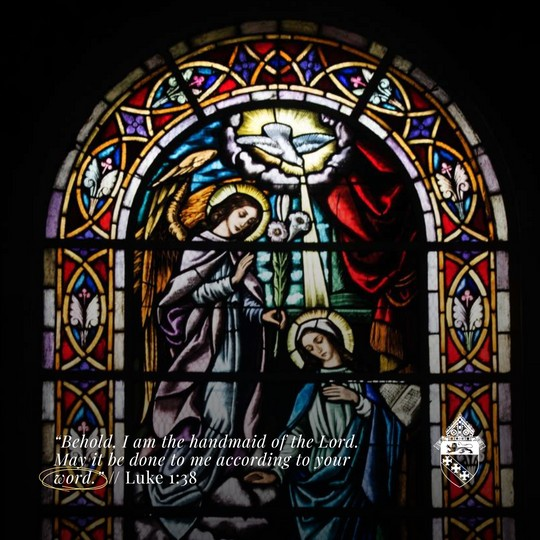 “Behold, I am the handmaid of the Lord.
May it be done to me according to your
word.” // Luke 1:38